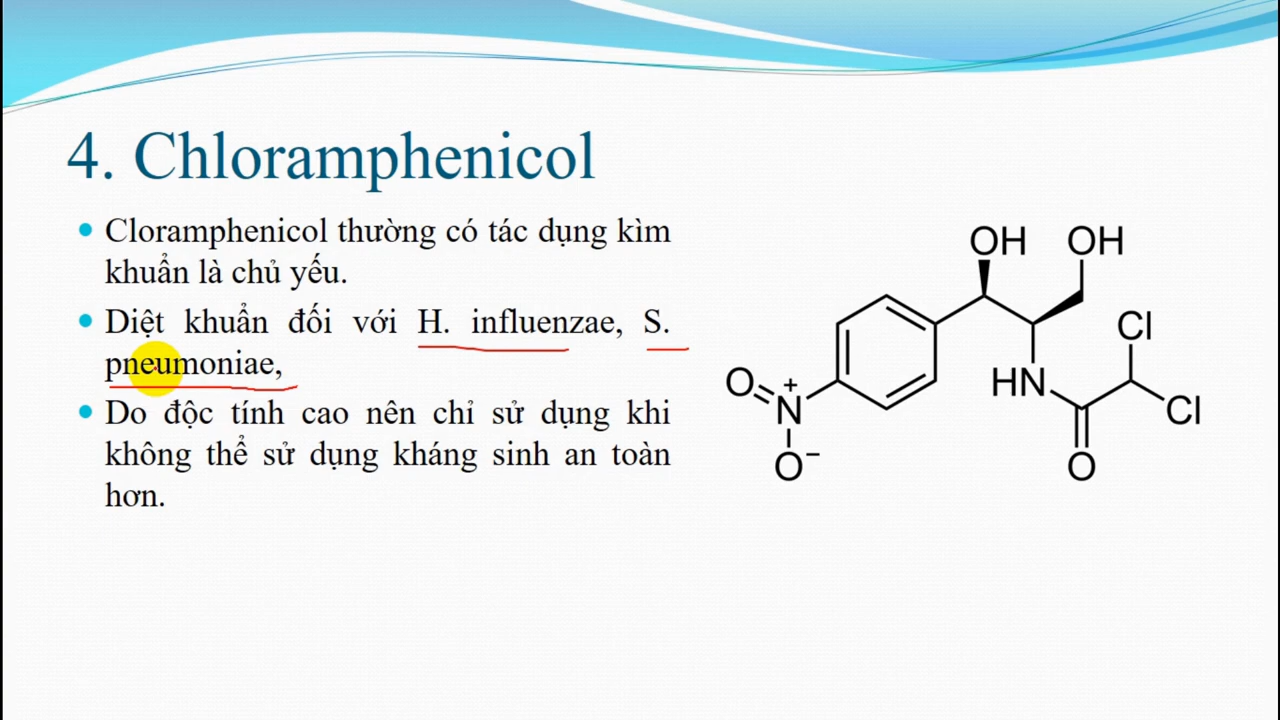 4. Chloramphenicol
Cloramphenicol thường có tác dụng kìm
khuẩn là chủ yếu.
Diệt khuẩn đối với H. influenzae, S.
pneumoniae,
Do độc tính cao nên chỉ sử dụng khi
không thể sử dụng kháng sinh an toàn
hơn.
OH OH
Cl
O N+ HN Cl
O− O